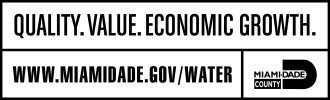 QUALITY. VALUE. ECONOMIC GROWTH.
WWW.MIAMIDADE.GOV/WATER
MIAMI-DADE
COUNTY